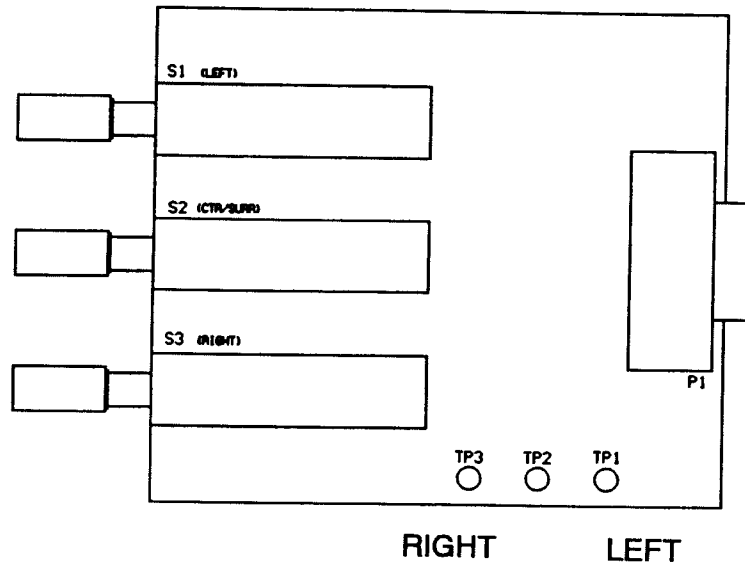 S1 (LEFT)
S2 (CTR/SURR)
S3 (RIGHT)
P1
TP3 TP2 TP1
RIGHT LEFT